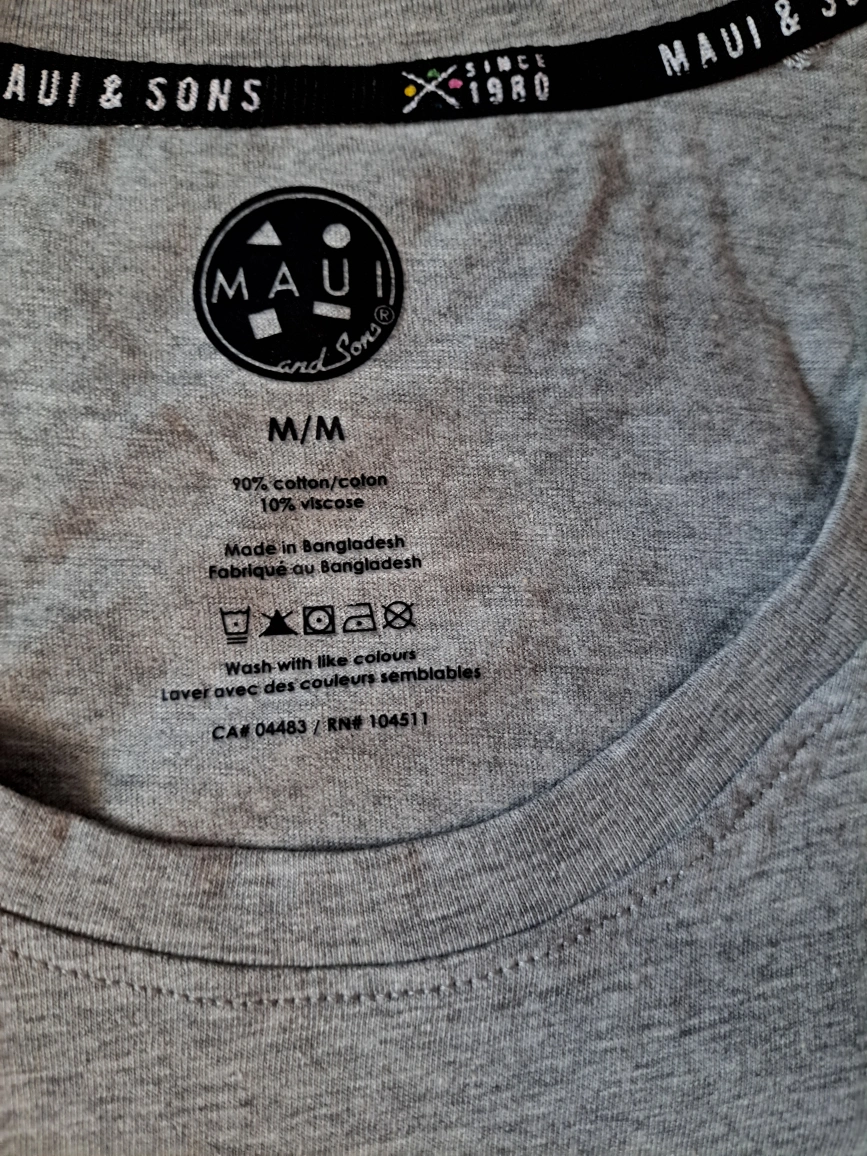 AUI & SONS
SINCE
1980
MAUI & S
MAUI
and Sons®
M/M
90% cotton/coton
10% viscose
Made in Bangladesh
Fabriqué au Bangladesh
Wash with like colours
Laver avec des couleurs semblables
CA# 04483 / RN# 104511